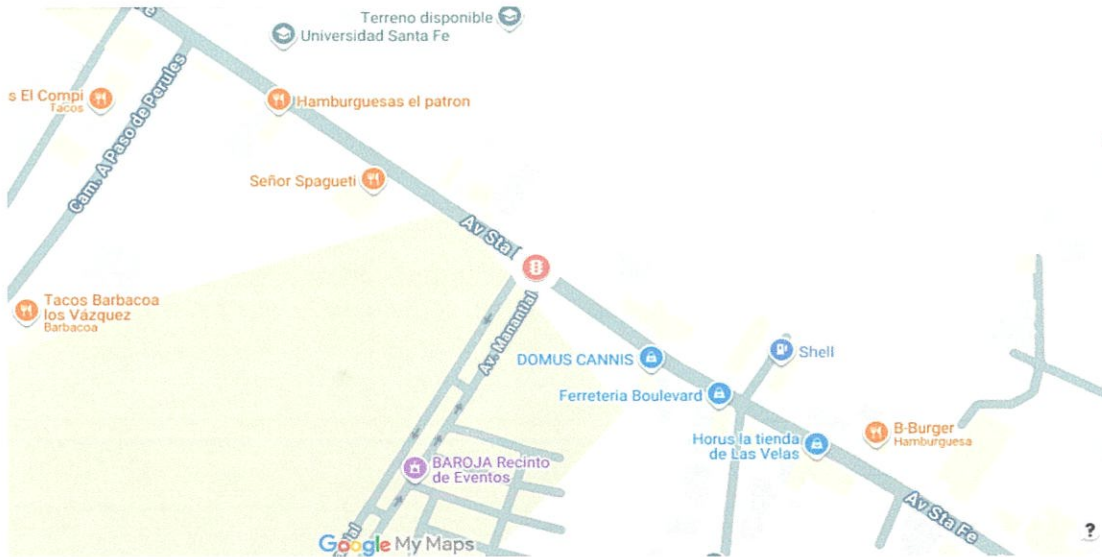 Terreno disponible
Universidad Santa Fe
s El Compi
Tacos
Hamburguesas el patron
Cam. A Paso de Perules
Señor Spagueti
Av Sta
Tacos Barbacoa
los Vázquez
Barbacoa
Av. Manantial
DOMUS CANNIS
Shell
Ferreteria Boulevard
B-Burger
Hamburguesa
Horus la tienda
de Las Velas
BAROJA Recinto
de Eventos
Av Sta Fe
Google My Maps
?